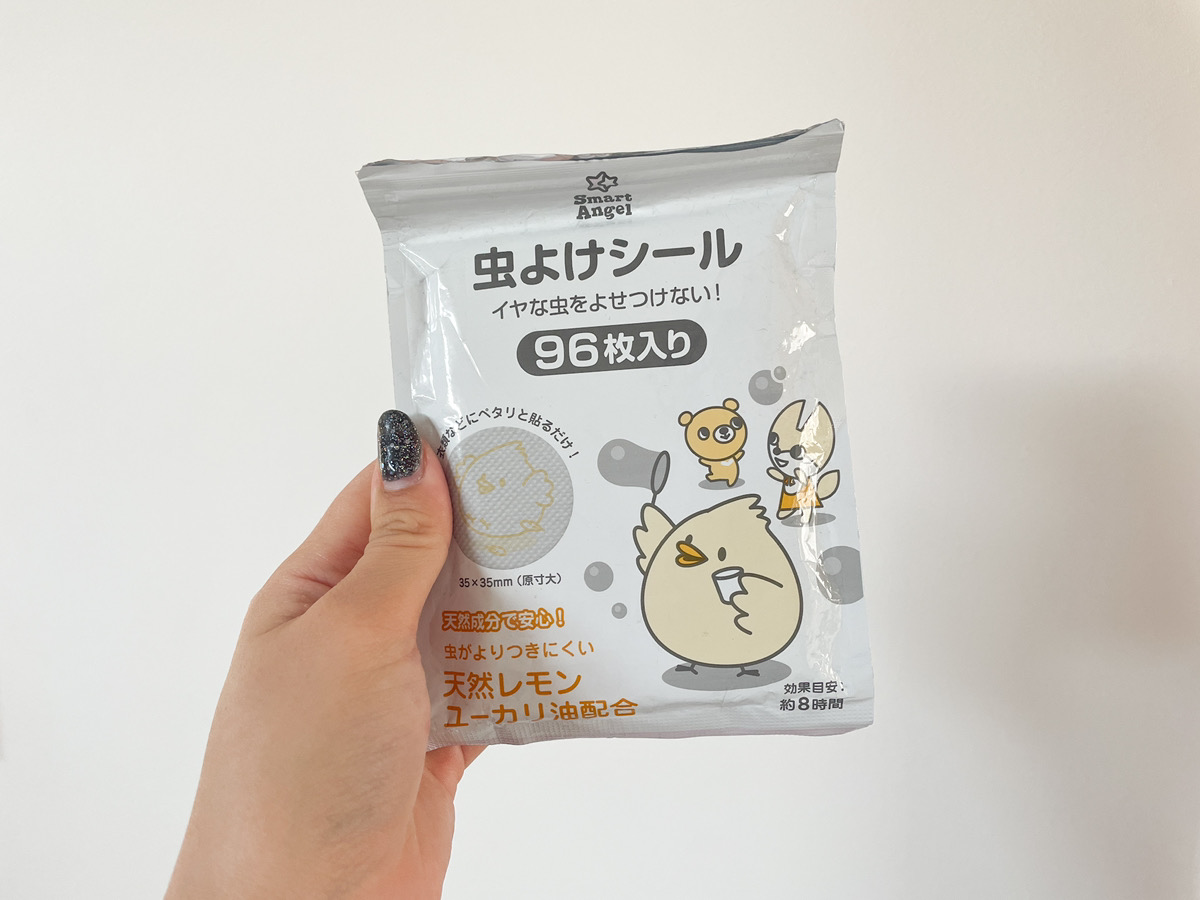 Smart
Angel
虫よけシール
イヤな虫をよせつけない!
96枚入り
などにペタリと貼るだけ!
35×35mm(原寸大)
天然成分で安心!
虫がよりつきにくい
天然レモン
ユーカリ油配合
効果目安:
約8時間